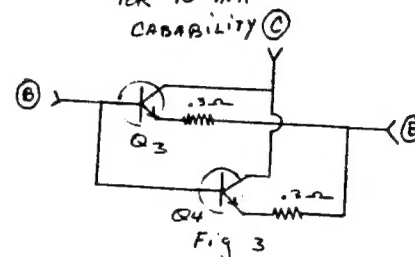 CABABILITY Ⓒ
Ⓑ
.3Ω
Ⓔ
Q3
.3Ω
Q4
Fig 3